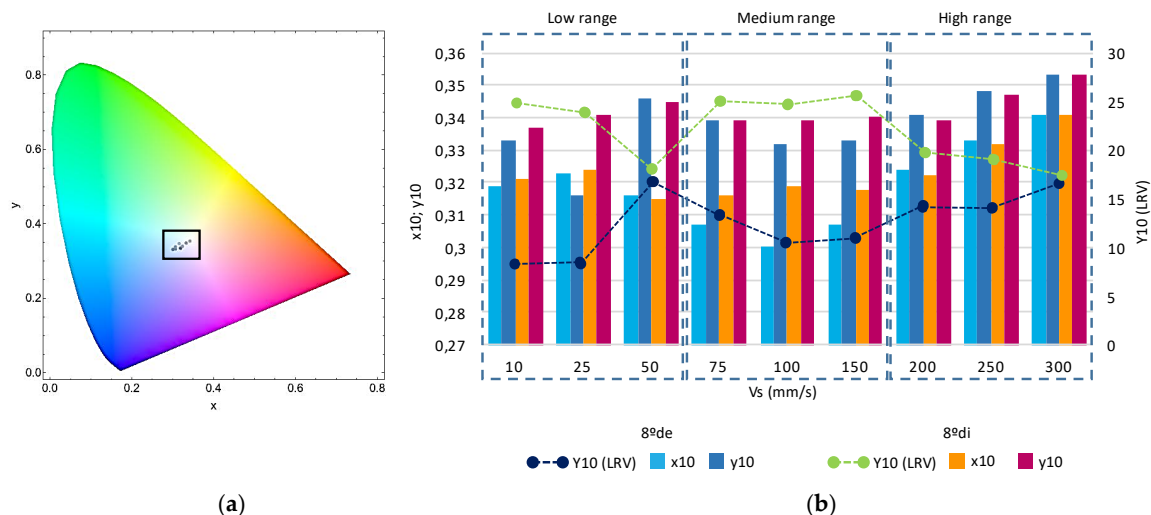 Low range Medium range High range
y
0.8
0.6
0.4
0.2
0.0
0.0 0.2 0.4 0.6 0.8
x
x10; y10
0,36
0,35
0,34
0,33
0,32
0,31
0,3
0,29
0,28
0,27
30
25
20
15
10
5
0
Y10 (LRV)
10 25 50 75 100 150 200 250 300
Vs (mm/s)
8ºde 8ºdi
Y10 (LRV) x10 y10 Y10 (LRV) x10 y10
(a) (b)